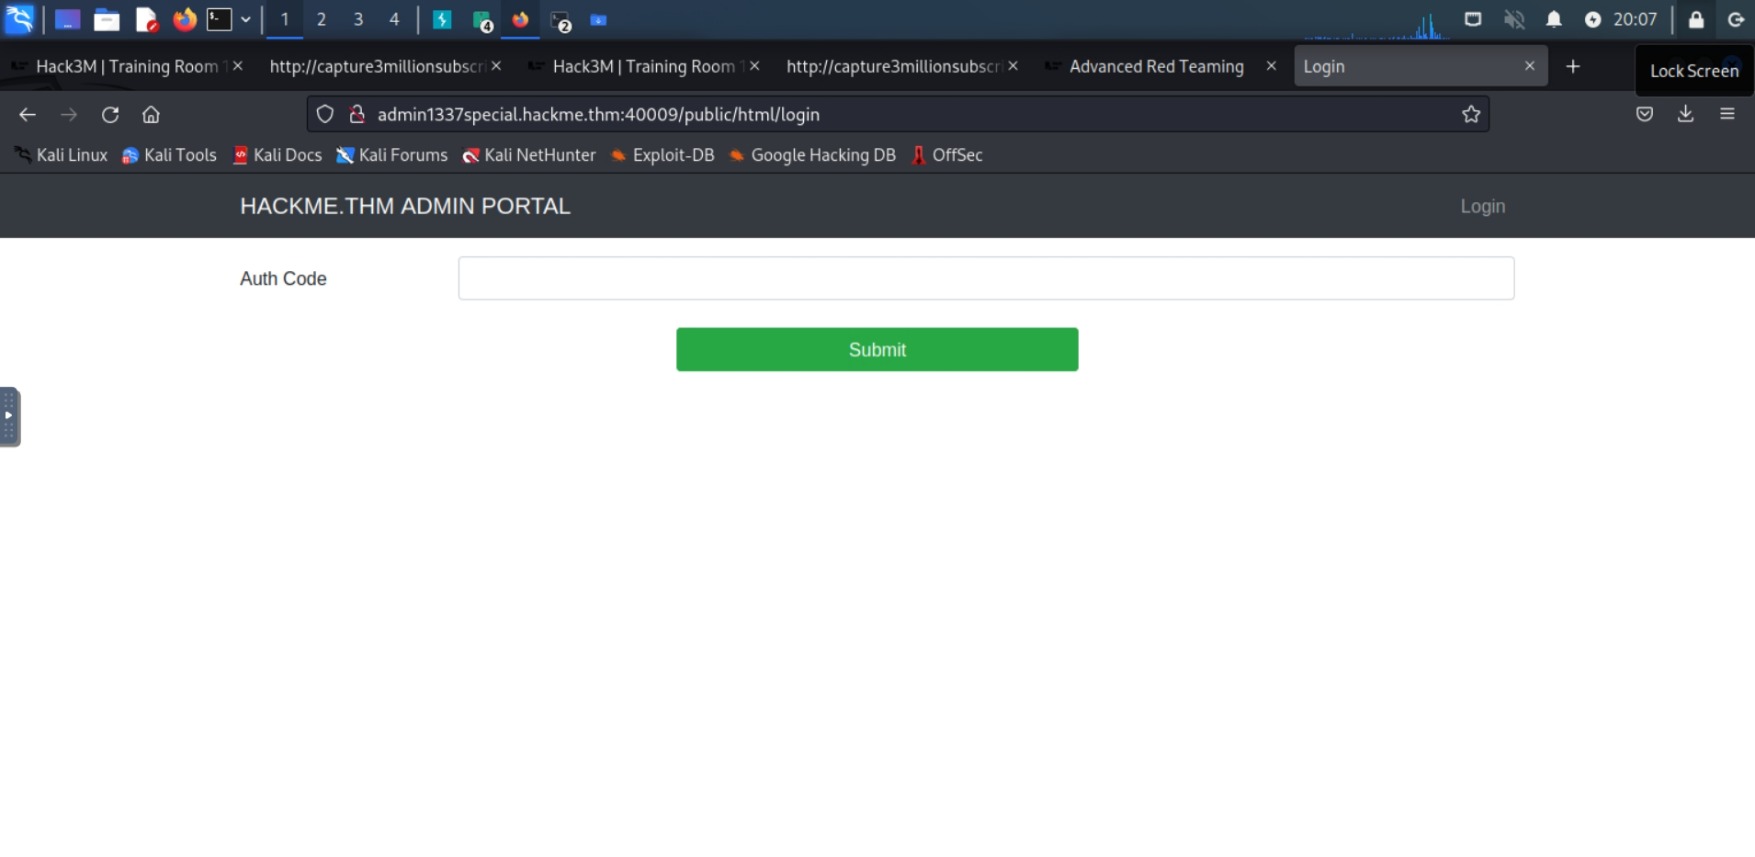 1 2 3 4 4 2 20:07
Hack3M | Training Room http://capture3millionsubscri Hack3M | Training Room http://capture3millionsubscri Advanced Red Teaming Login Lock Screen
admin1337special.hackme.thm:40009/public/html/login
Kali Linux Kali Tools Kali Docs Kali Forums Kali NetHunter Exploit-DB Google Hacking DB OffSec
HACKME.THM ADMIN PORTAL Login
Auth Code
Submit